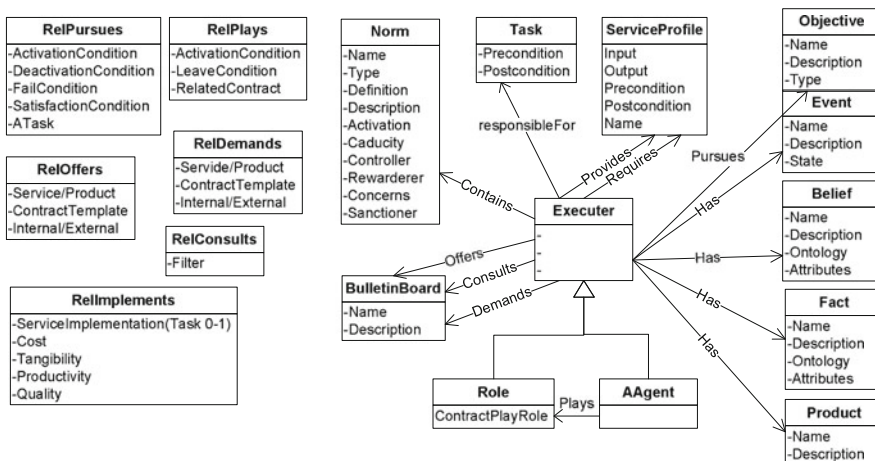 RelPursues
-ActivationCondition
-DeactivationCondition
-FailCondition
-SatisfactionCondition
-ATask
RelPlays
-ActivationCondition
-LeaveCondition
-RelatedContract
RelOffers
-Service/Product
-ContractTemplate
-Internal/External
RelDemands
-Servide/Product
-ContractTemplate
-Internal/External
RelConsults
-Filter
RelImplements
-ServiceImplementation(Task 0-1)
-Cost
-Tangibility
-Productivity
-Quality
Norm
-Name
-Type
-Definition
-Description
-Activation
-Caducity
-Controller
-Rewarderer
-Concerns
-Sanctioner
Task
-Precondition
-Postcondition
ServiceProfile
Input
Output
Precondition
Postcondition
Name
responsibleFor
Provides
Requires
Contains
Executer
-
-
-
Offers
Consults
Demands
BulletinBoard
-Name
-Description
Role
ContractPlayRole
Plays
AAgent
Pursues
Has
Has
Has
Has
Objective
-Name
-Description
-Type
Event
-Name
-Description
-State
Belief
-Name
-Description
-Ontology
-Attributes
Fact
-Name
-Description
-Ontology
-Attributes
Product
-Name
-Description